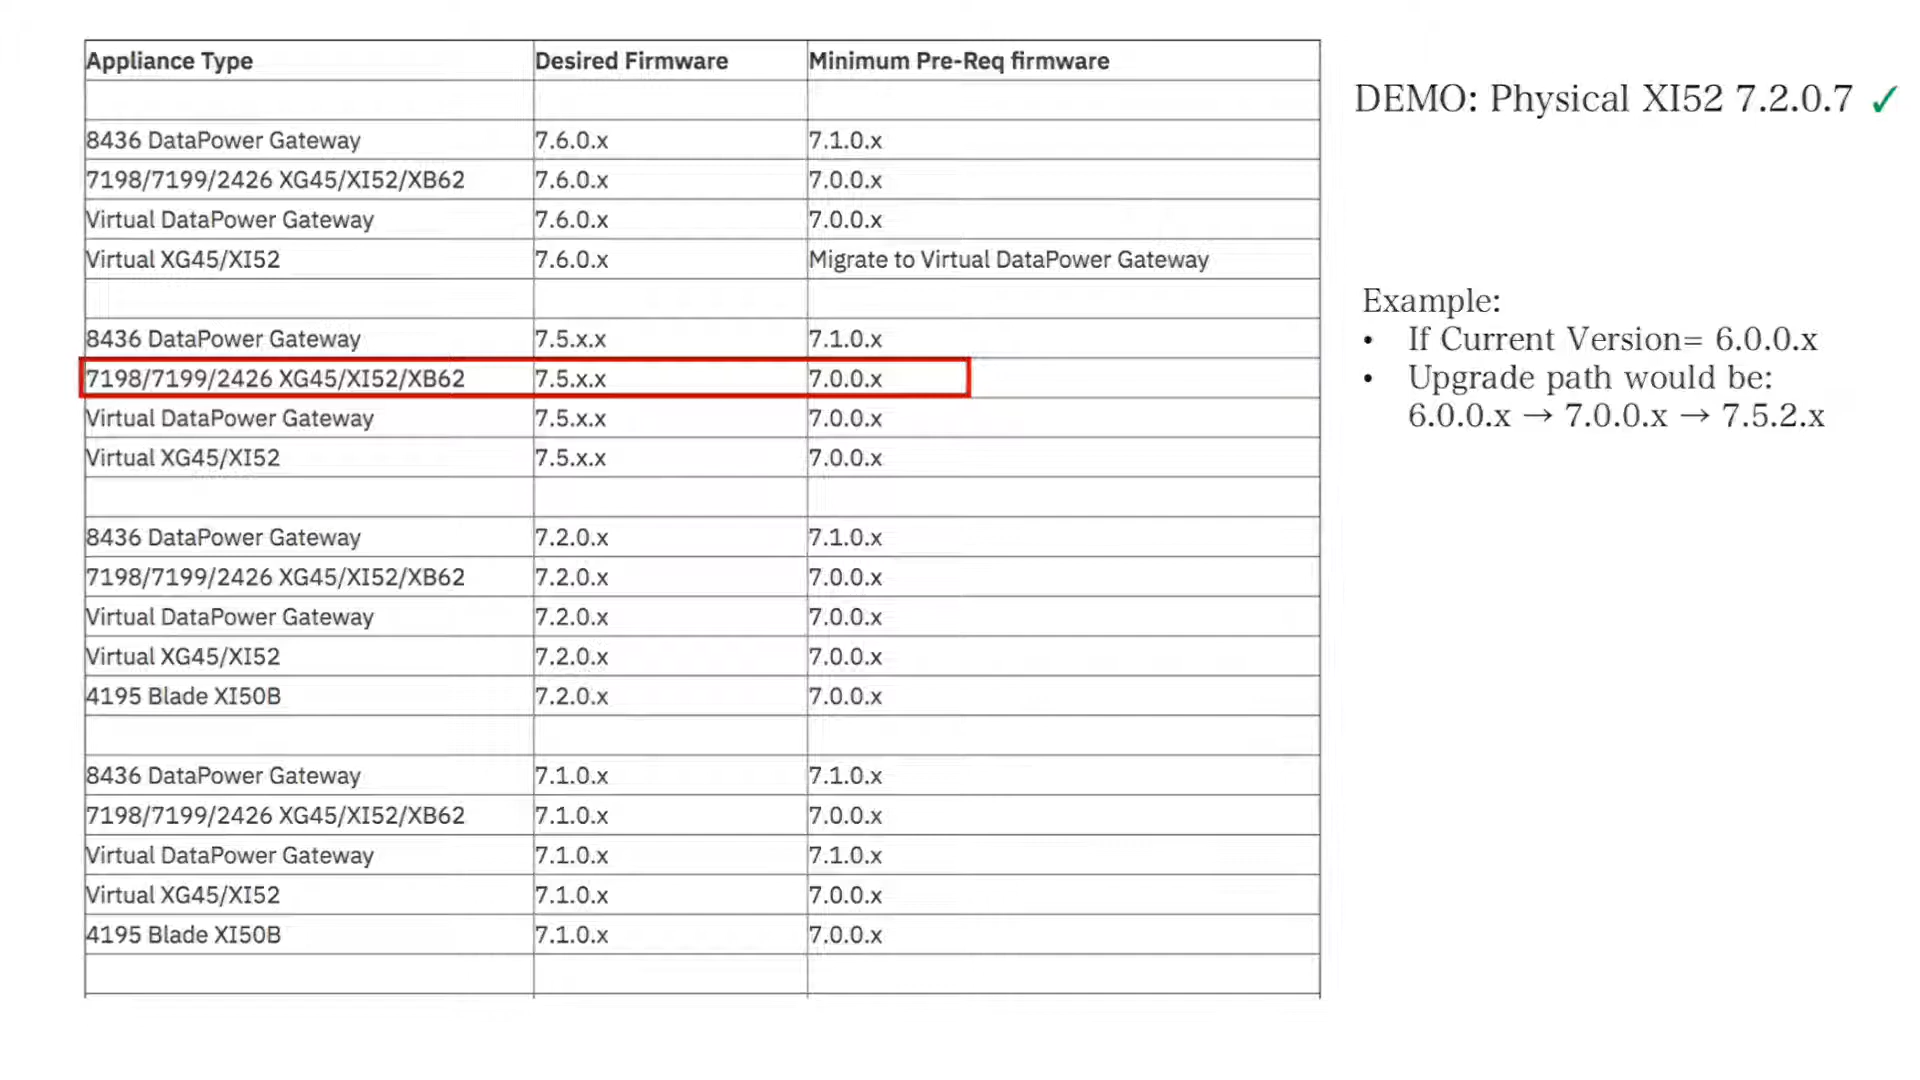 Appliance Type Desired Firmware Minimum Pre-Req firmware
8436 DataPower Gateway 7.6.0.x 7.1.0.x
7198/7199/2426 XG45/XI52/XB62 7.6.0.x 7.0.0.x
Virtual DataPower Gateway 7.6.0.x 7.0.0.x
Virtual XG45/XI52 7.6.0.x Migrate to Virtual DataPower Gateway
8436 DataPower Gateway 7.5.x.x 7.1.0.x
7198/7199/2426 XG45/XI52/XB62 7.5.x.x 7.0.0.x
Virtual DataPower Gateway 7.5.x.x 7.0.0.x
Virtual XG45/XI52 7.5.x.x 7.0.0.x
8436 DataPower Gateway 7.2.0.x 7.1.0.x
7198/7199/2426 XG45/XI52/XB62 7.2.0.x 7.0.0.x
Virtual DataPower Gateway 7.2.0.x 7.0.0.x
Virtual XG45/XI52 7.2.0.x 7.0.0.x
4195 Blade XI50B 7.2.0.x 7.0.0.x
8436 DataPower Gateway 7.1.0.x 7.1.0.x
7198/7199/2426 XG45/XI52/XB62 7.1.0.x 7.0.0.x
Virtual DataPower Gateway 7.1.0.x 7.1.0.x
Virtual XG45/XI52 7.1.0.x 7.0.0.x
4195 Blade XI50B 7.1.0.x 7.0.0.x
DEMO: Physical XI52 7.2.0.7 ✓
Example:
• If Current Version= 6.0.0.x
• Upgrade path would be:
6.0.0.x → 7.0.0.x → 7.5.2.x